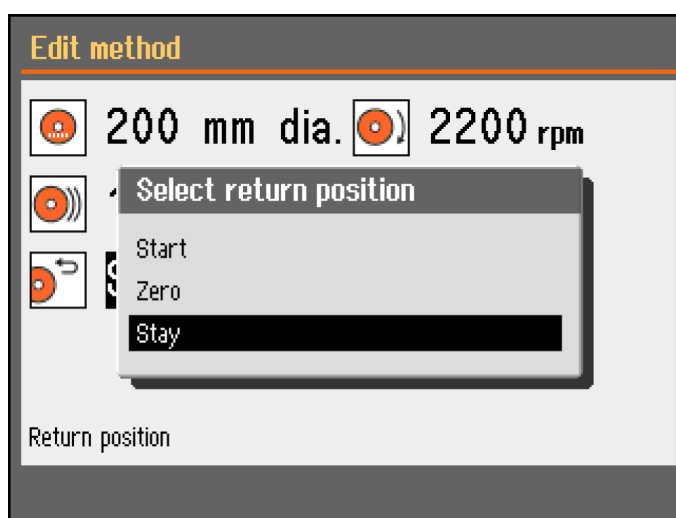 Edit method
200 mm dia. 2200 rpm
Select return position
Start
Zero
Stay
Return position